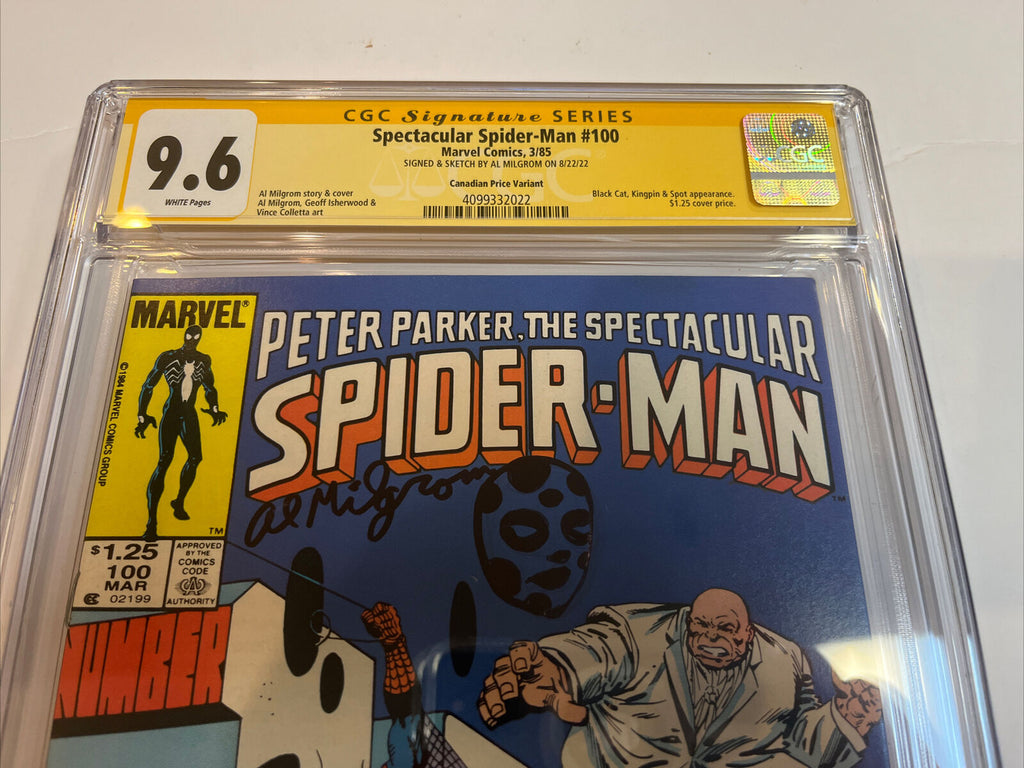 CGC Signature SERIES
Spectacular Spider-Man #100
Marvel Comics, 3/85
SIGNED & SKETCH BY AL MILGROM ON 8/22/22
Canadian Price Variant
4099332022
9.6
WHITE Pages
Al Milgrom story & cover
Al Milgrom, Geoff Isherwood &
Vince Colletta art
Black Cat, Kingpin & Spot appearance.
$1.25 cover price.
CGC
CGC
MARVEL®
© 1984 MARVEL COMICS GROUP
TM
$1.25
100
MAR
02199
APPROVED
BY THE
COMICS
CODE
AUTHORITY
PETER PARKER, THE SPECTACULAR
SPIDER-MAN
TM
Al Milgrom
NUMBER